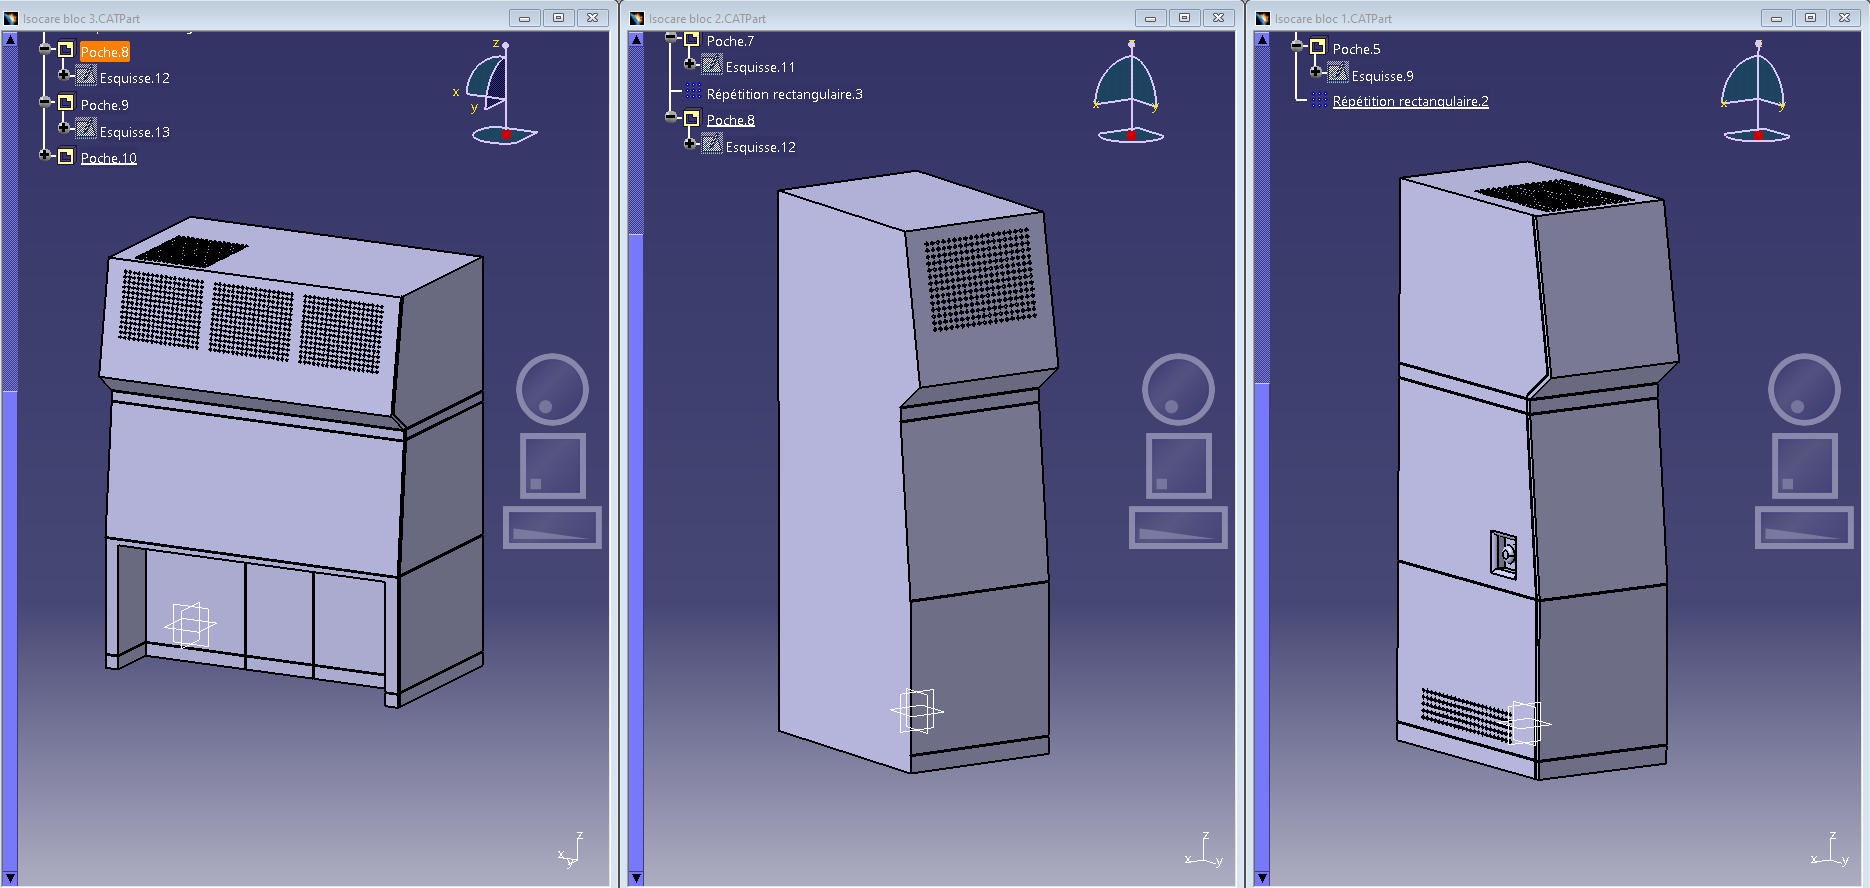 Isocare bloc 3.CATPart
Poche.8
Esquisse.12
Poche.9
Esquisse.13
Poche.10
z
x
y
z
x
y
Isocare bloc 2.CATPart
Poche.7
Esquisse.11
Répétition rectangulaire.3
Poche.8
Esquisse.12
z
x
y
z
x
y
Isocare bloc 1.CATPart
Poche.5
Esquisse.9
Répétition rectangulaire.2
z
x
y
z
x
y